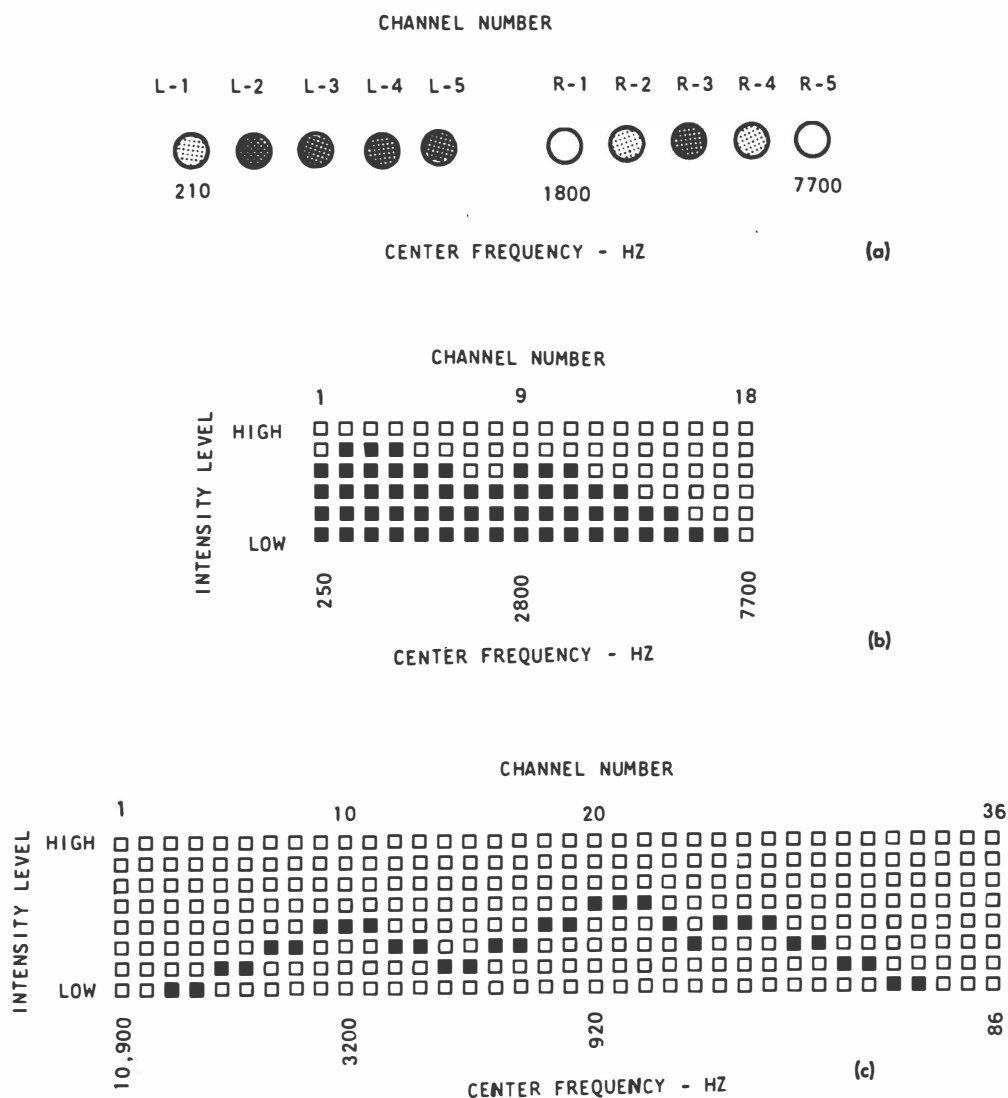 CHANNEL NUMBER
L-1 L-2 L-3 L-4 L-5 R-1 R-2 R-3 R-4 R-5
210 1800 7700
CENTER FREQUENCY - HZ (a)
CHANNEL NUMBER
1 9 18
HIGH
INTENSITY LEVEL
LOW
250 2800 7700
CENTER FREQUENCY - HZ (b)
CHANNEL NUMBER
1 10 20 36
HIGH
INTENSITY LEVEL
LOW
10,900 3200 920 86
CENTER FREQUENCY - HZ (c)